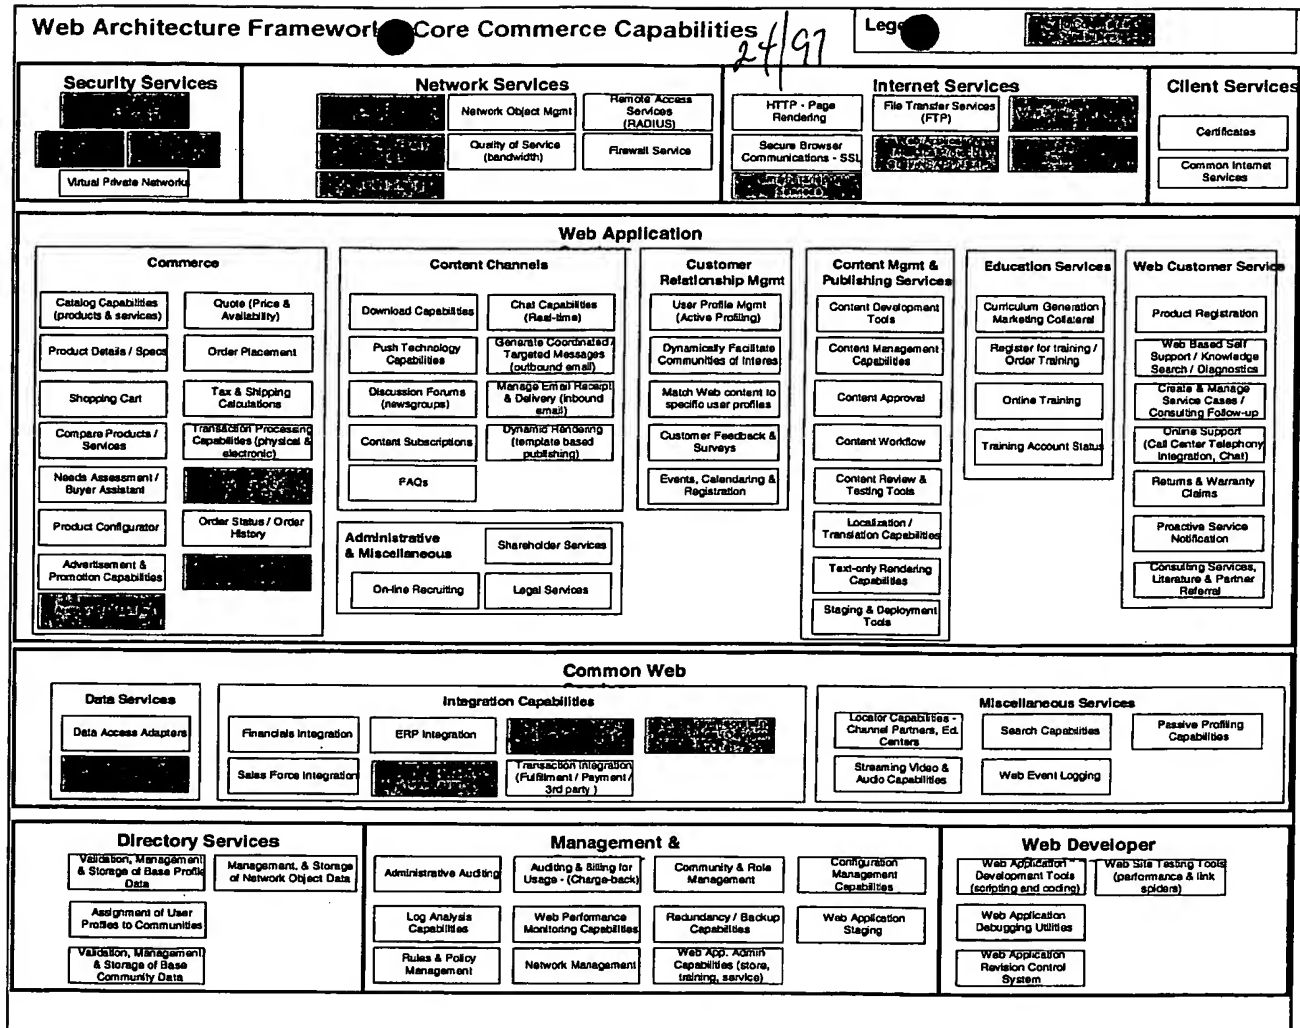 Web Architecture Framework
Core Commerce Capabilities
24/97
Security Services
Virtual Private Networks
Network Services
Network Object Mgmt
Remote Access
Services
(RADIUS)
Quality of Service
(bandwidth)
Firewall Service
Internet Services
HTTP - Page
Rendering
File Transfer Services
(FTP)
Secure Browser
Communications - SSL
Client Services
Certificates
Common Internet
Services
Web Application
Commerce
Catalog Capabilities
(products & services)
Quote (Price &
Availability)
Product Details / Specs
Order Placement
Shopping Cart
Tax & Shipping
Calculations
Compare Products /
Services
Transaction Processing
Capabilities (physical &
electronic)
Needs Assessment /
Buyer Assistant
Product Configurator
Order Status / Order
History
Advertisement &
Promotion Capabilities
Content Channels
Download Capabilities
Chat Capabilities
(Real-time)
Push Technology
Capabilities
Generate Coordinated /
Targeted Messages
(outbound email)
Discussion Forums
(newsgroups)
Manage Email Receipt
& Delivery (inbound
email)
Content Subscriptions
Dynamic Rendering
(template based
publishing)
FAQs
Administrative
& Miscellaneous
Shareholder Services
On-line Recruiting
Legal Services
Customer
Relationship Mgmt
User Profile Mgmt
(Active Profiling)
Dynamically Facilitate
Communities of Interes
Match Web content to
specific user profiles
Customer Feedback &
Surveys
Events, Calendaring &
Registration
Content Mgmt &
Publishing Services
Content Development
Tools
Content Management
Capabilities
Content Approval
Content Workflow
Content Review &
Testing Tools
Localization /
Translation Capabilities
Text-only Rendering
Capabilities
Staging & Deployment
Tools
Education Services
Curriculum Generation
Marketing Collateral
Register for training /
Order Training
Online Training
Training Account Status
Web Customer Service
Product Registration
Web Based Self
Support / Knowledge
Search / Diagnostics
Create & Manage
Service Cases /
Consulting Follow-up
Online Support
(Call Center Telephony
Integration, Chat)
Returns & Warranty
Claims
Proactive Service
Notification
Consulting Services,
Literature & Partner
Referral
Common Web
Data Services
Data Access Adapters
Integration Capabilities
Financials Integration
ERP Integration
Sales Force Integration
Transaction Integration
(Fulfillment / Payment /
3rd party )
Miscellaneous Services
Locator Capabilities -
Channel Partners, Ed.
Centers
Search Capabilities
Passive Profiling
Capabilities
Streaming Video &
Audio Capabilities
Web Event Logging
Directory Services
Validation, Management
& Storage of Base Profile
Data
Management, & Storage
of Network Object Data
Assignment of User
Profiles to Communities
Validation, Management
& Storage of Base
Community Data
Management &
Administrative Auditing
Auditing & Billing for
Usage - (Charge-back)
Community & Role
Management
Configuration
Management
Capabilities
Log Analysis
Capabilities
Web Performance
Monitoring Capabilities
Redundancy / Backup
Capabilities
Web Application
Staging
Rules & Policy
Management
Network Management
Web App. Admin
Capabilities (store,
training, service)
Web Developer
Web Application
Development Tools
(scripting and coding)
Web Site Testing Tools
(performance & link
spiders)
Web Application
Debugging Utilities
Web Application
Revision Control
System